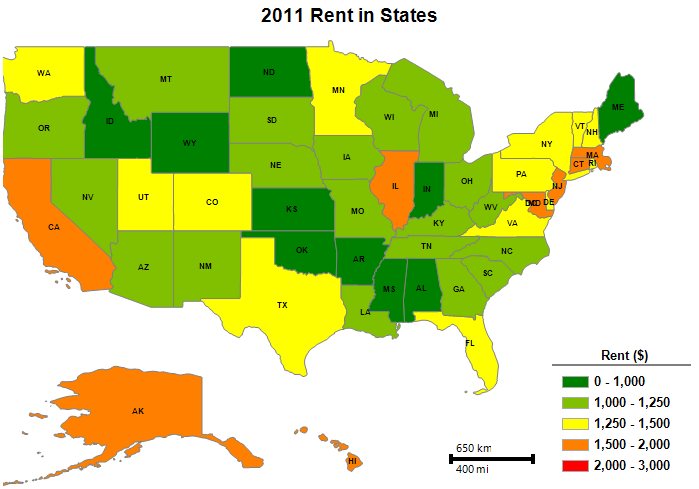 2011 Rent in States
WA
MT
ND
MN
ME
OR
ID
WY
SD
WI
MI
VT
NH
NY
MA
CT
RI
NV
UT
CO
NE
IA
IL
IN
OH
PA
NJ
DE
MD
CA
KS
MO
KY
WV
VA
AZ
NM
OK
AR
TN
NC
SC
TX
LA
MS
AL
GA
FL
AK
HI
Rent ($)
0 - 1,000
1,000 - 1,250
1,250 - 1,500
1,500 - 2,000
2,000 - 3,000
650 km
400 mi